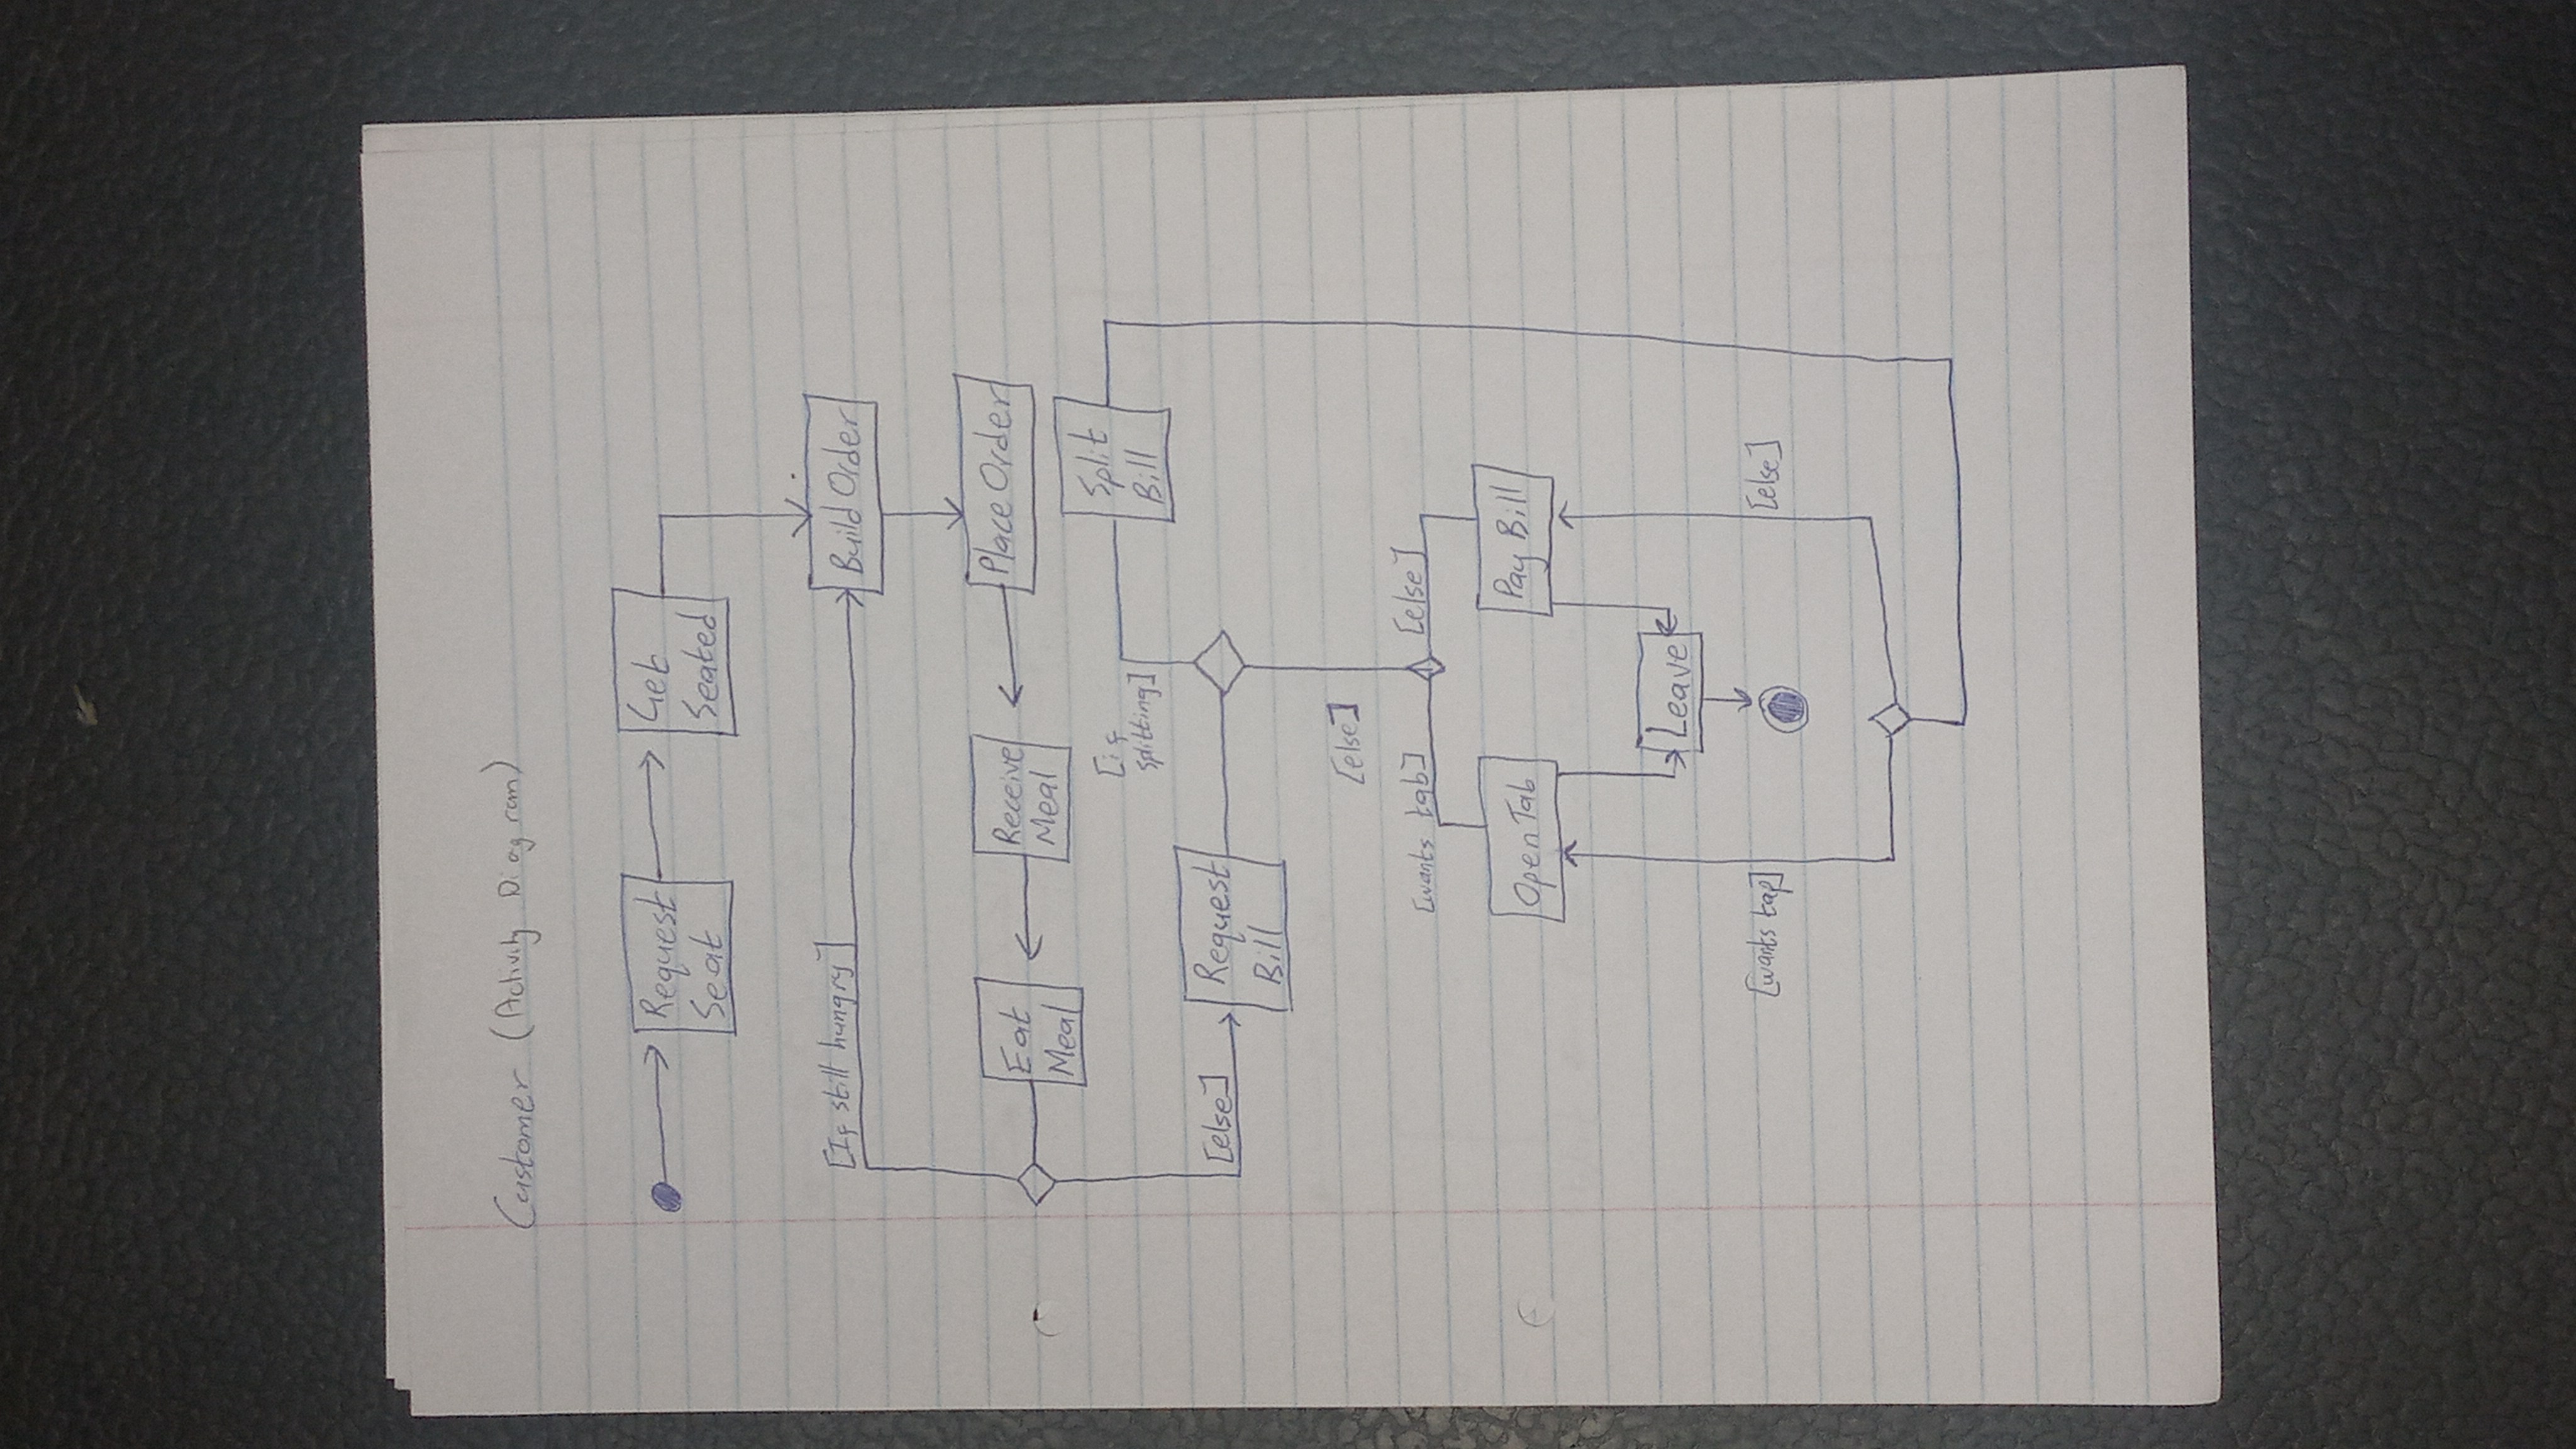 Customer (Activity Diagram)
Request
Seat
Get
Seated
[If still hungry]
Build Order
Eat
Meal
Receive
Meal
Place Order
[if
splitting]
Split
Bill
[else]
Request
Bill
[else]
[wants tab]
[else]
Open Tab
Pay Bill
Leave
[wants tap]
[else]